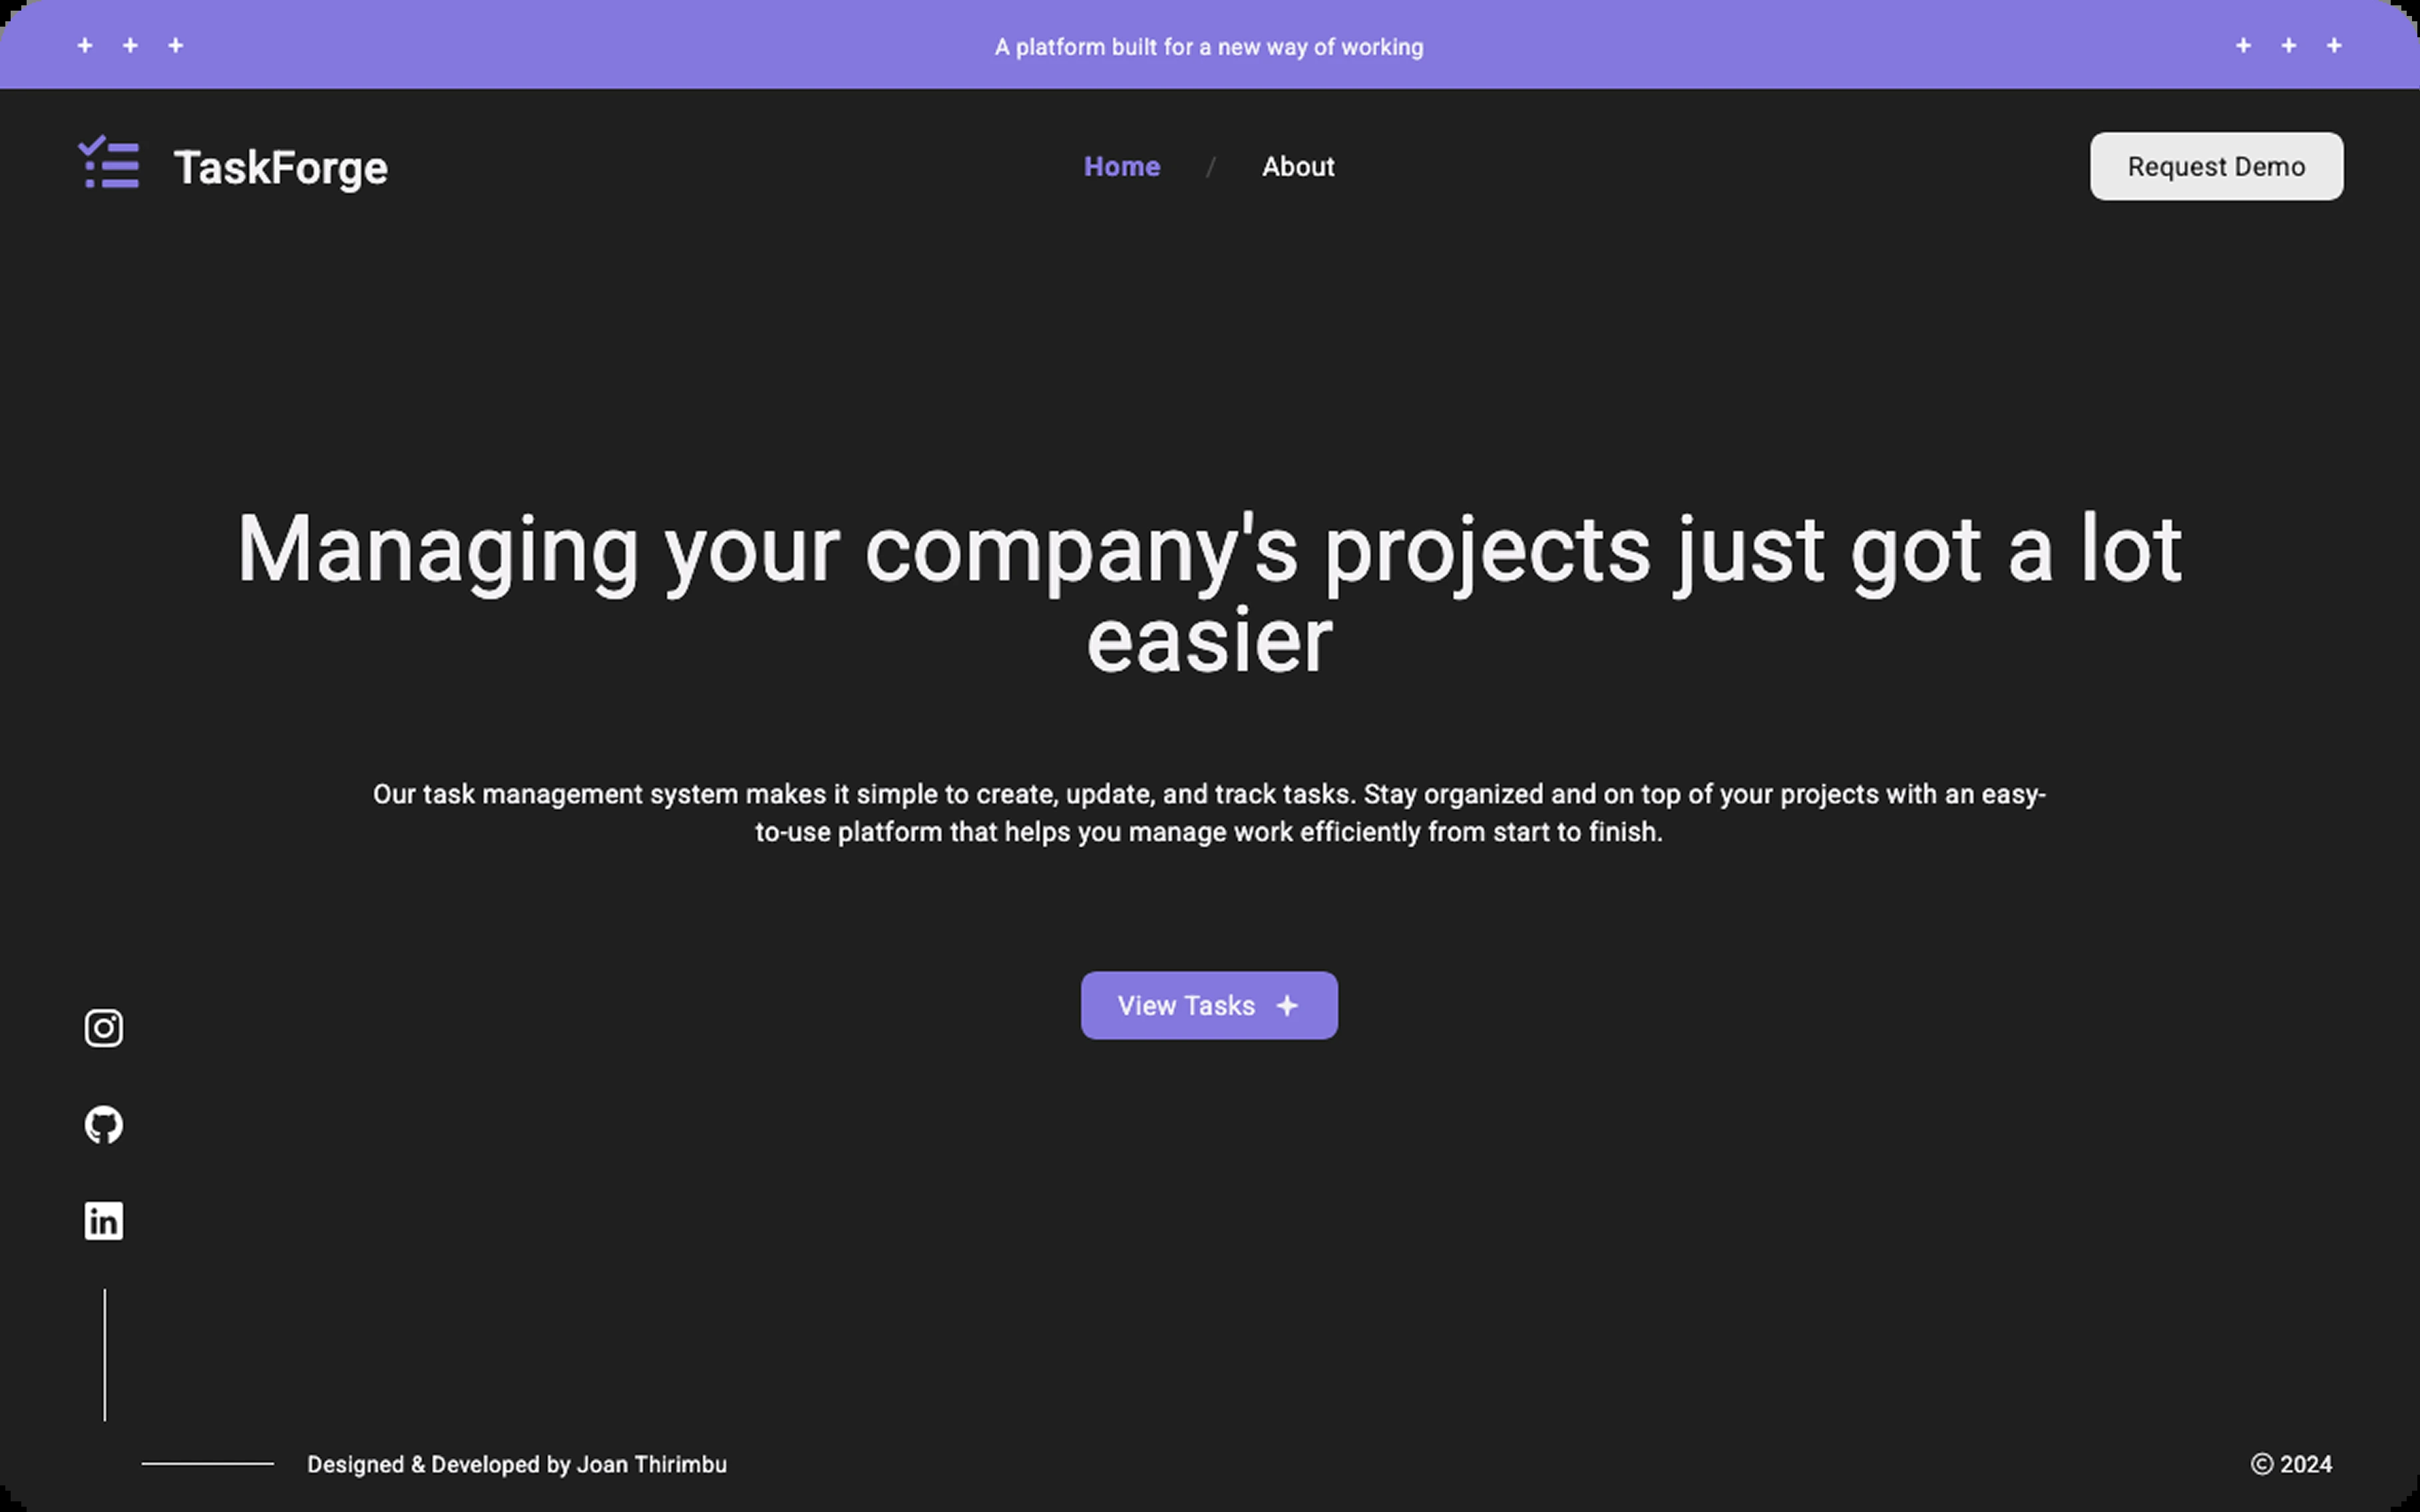 + + + A platform built for a new way of working + + +
TaskForge Home / About Request Demo
Managing your company's projects just got a lot
easier
Our task management system makes it simple to create, update, and track tasks. Stay organized and on top of your projects with an easy-
to-use platform that helps you manage work efficiently from start to finish.
View Tasks
Designed & Developed by Joan Thirimbu © 2024